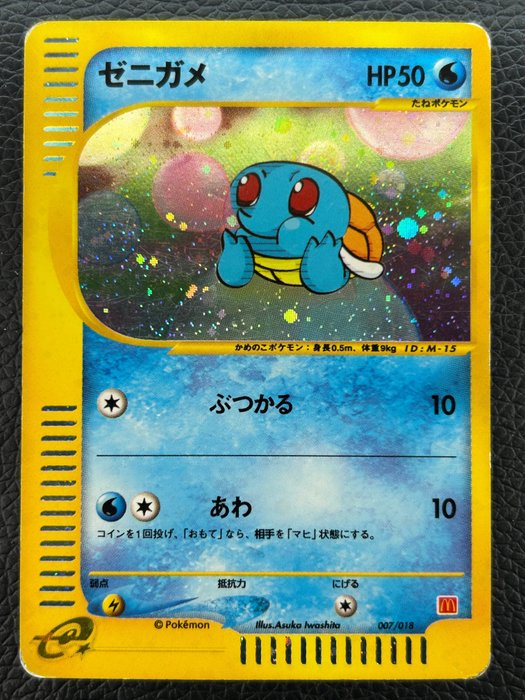 ゼニガメ HP50
たねポケモン
かめのこポケモン：身長0.5m、体重9kg ID:M-15
ぶつかる 10
あわ 10
コインを1回投げ、「おもて」なら、相手を「マヒ」状態にする。
弱点 抵抗力 にげる
©Pokémon Illus.Asuka Iwashita 007/018